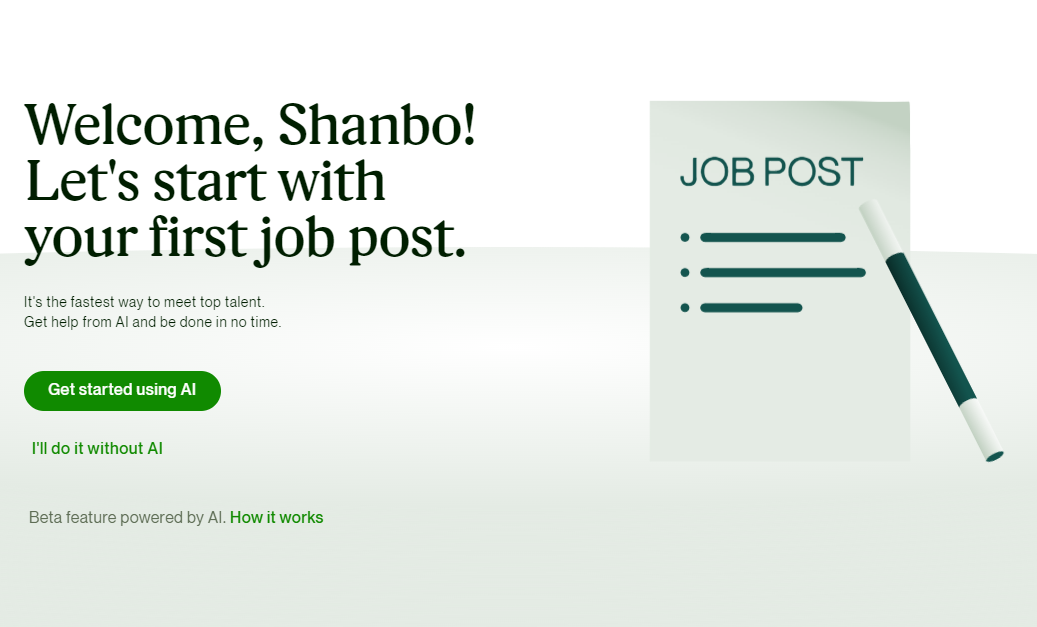 Welcome, Shanbo!
Let's start with
your first job post.
It's the fastest way to meet top talent.
Get help from AI and be done in no time.
Get started using AI
I'll do it without AI
Beta feature powered by AI. How it works
JOB POST